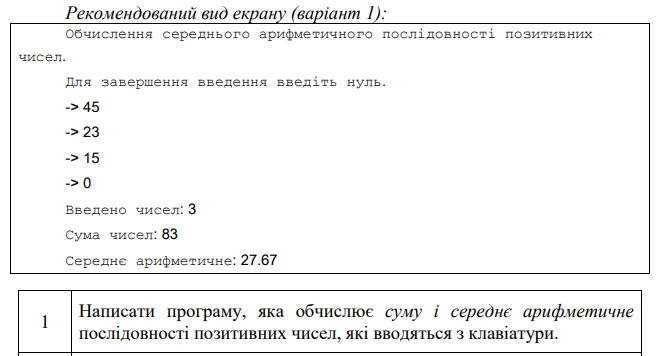 Рекомендований вид екрану (варіант 1):
Обчислення середнього арифметичного послідовності позитивних
чисел.
Для завершення введення введіть нуль.
-> 45
-> 23
-> 15
-> 0
Введено чисел: 3
Сума чисел: 83
Середнє арифметичне: 27.67
1
Написати програму, яка обчислює суму і середнє арифметичне
послідовності позитивних чисел, які вводяться з клавіатури.